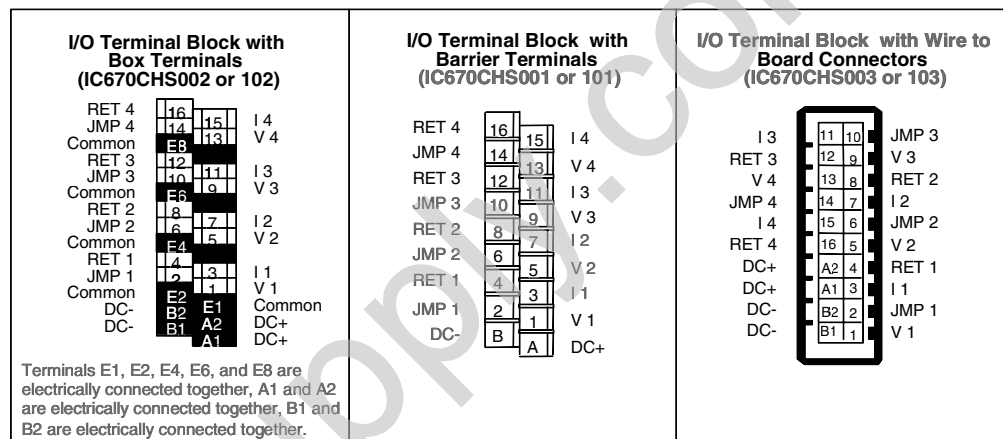 I/O Terminal Block with
Box Terminals
(IC670CHS002 or 102)
RET 4 16 15 I 4
JMP 4 14 13 V 4
Common E8
RET 3 12 11 I 3
JMP 3 10 9 V 3
Common E6
RET 2 8 7 I 2
JMP 2 6 5 V 2
Common E4
RET 1 4 3 I 1
JMP 1 2 1 V 1
Common E2 E1 Common
DC- B2 A2 DC+
DC- B1 A1 DC+
Terminals E1, E2, E4, E6, and E8 are
electrically connected together, A1 and A2
are electrically connected together, B1 and
B2 are electrically connected together.
I/O Terminal Block with
Barrier Terminals
(IC670CHS001 or 101)
RET 4 16 15 I 4
JMP 4 14 13 V 4
RET 3 12 11 I 3
JMP 3 10 9 V 3
RET 2 8 7 I 2
JMP 2 6 5 V 2
RET 1 4 3 I 1
JMP 1 2 1 V 1
DC- B A DC+
I/O Terminal Block with Wire to
Board Connectors
(IC670CHS003 or 103)
I 3 11 10 JMP 3
RET 3 12 9 V 3
V 4 13 8 RET 2
JMP 4 14 7 I 2
I 4 15 6 JMP 2
RET 4 16 5 V 2
DC+ A2 4 RET 1
DC+ A1 3 I 1
DC- B2 2 JMP 1
DC- B1 1 V 1
upply.co